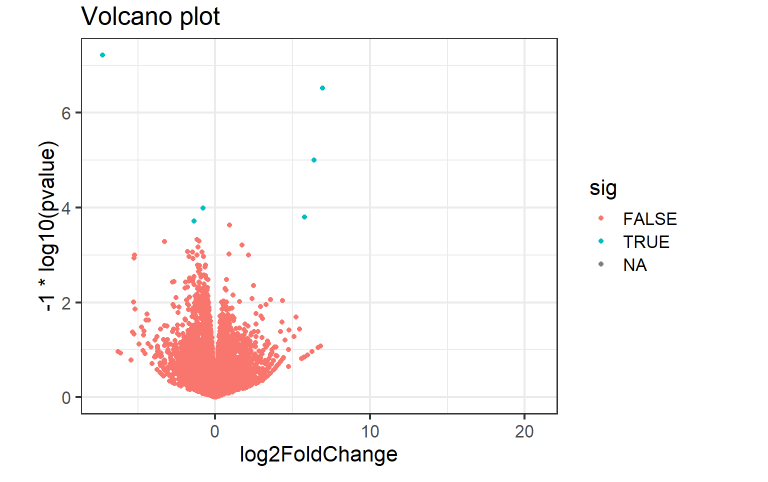 Volcano plot
-1 * log10(pvalue)
6
4
2
0
0 10 20
log2FoldChange
sig
FALSE
TRUE
NA